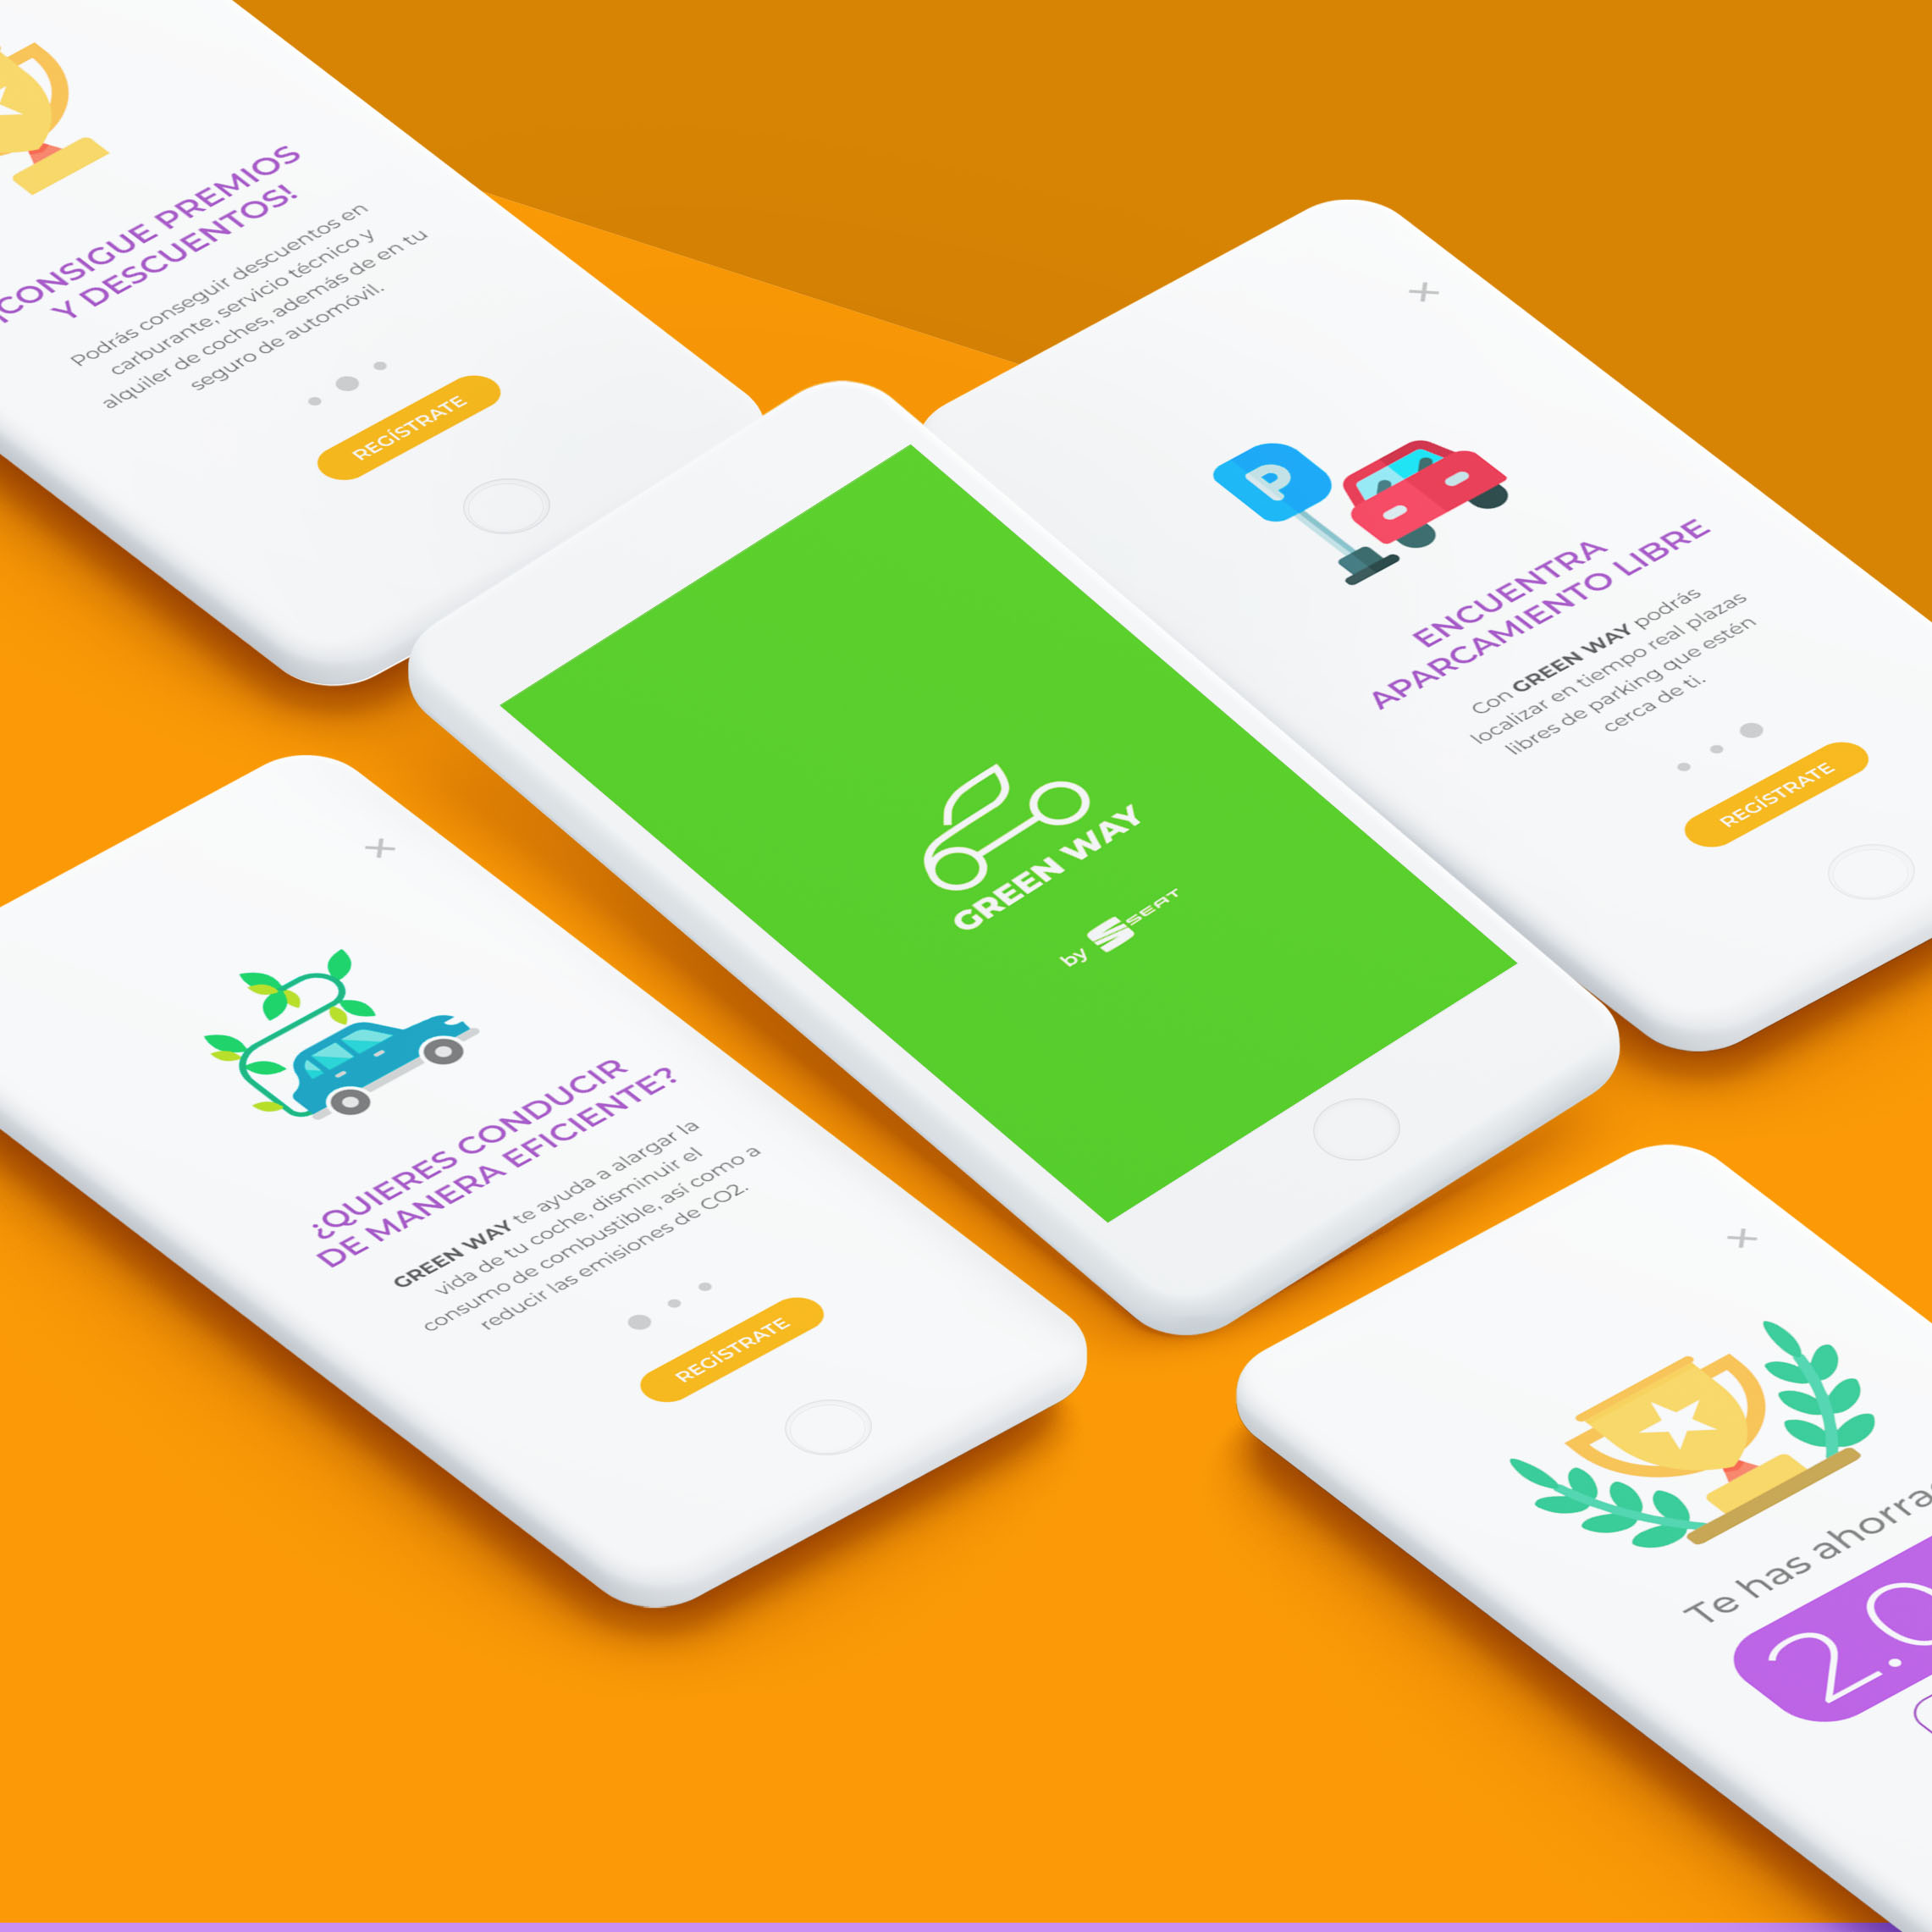 ¡CONSIGUE PREMIOS
Y DESCUENTOS!
Podrás conseguir descuentos en
carburante, servicio técnico y
alquiler de coches, además de en tu
seguro de automóvil.
REGÍSTRATE
P
ENCUENTRA
APARCAMIENTO LIBRE
Con GREEN WAY podrás
localizar en tiempo real plazas
libres de parking que estén
cerca de ti.
REGÍSTRATE
GREEN WAY
by SEAT
¿QUIERES CONDUCIR
DE MANERA EFICIENTE?
GREEN WAY te ayuda a alargar la
vida de tu coche, disminuir el
consumo de combustible, así como a
reducir las emisiones de CO2.
REGÍSTRATE
Te has
2.0